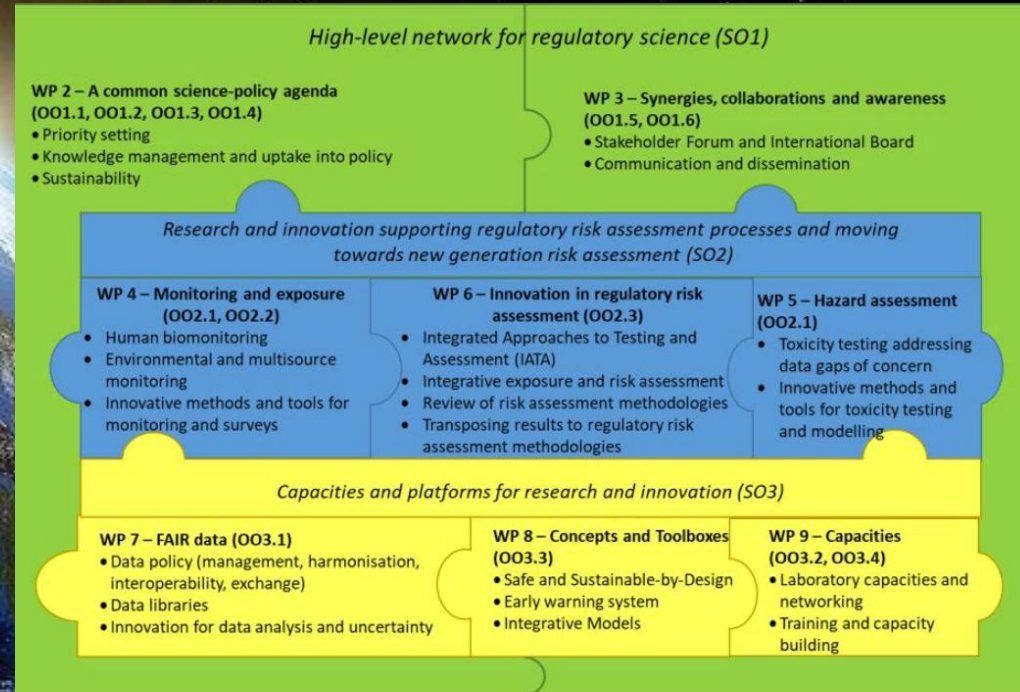 High-level network for regulatory science (SO1)
WP 2 – A common science-policy agenda
(OO1.1, OO1.2, OO1.3, OO1.4)
• Priority setting
• Knowledge management and uptake into policy
• Sustainability
WP 3 – Synergies, collaborations and awareness
(OO1.5, OO1.6)
• Stakeholder Forum and International Board
• Communication and dissemination
Research and innovation supporting regulatory risk assessment processes and moving
towards new generation risk assessment (SO2)
WP 4 – Monitoring and exposure
(OO2.1, OO2.2)
• Human biomonitoring
• Environmental and multisource
monitoring
• Innovative methods and tools for
monitoring and surveys
WP 6 – Innovation in regulatory risk
assessment (OO2.3)
• Integrated Approaches to Testing and
Assessment (IATA)
• Integrative exposure and risk assessment
• Review of risk assessment methodologies
• Transposing results to regulatory risk
assessment methodologies
WP 5 – Hazard assessment
(OO2.1)
• Toxicity testing addressing
data gaps of concern
• Innovative methods and
tools for toxicity testing
and modelling
Capacities and platforms for research and innovation (SO3)
WP 7 – FAIR data (OO3.1)
• Data policy (management, harmonisation,
interoperability, exchange)
• Data libraries
• Innovation for data analysis and uncertainty
WP 8 – Concepts and Toolboxes
(OO3.3)
• Safe and Sustainable-by-Design
• Early warning system
• Integrative Models
WP 9 – Capacities
(OO3.2, OO3.4)
• Laboratory capacities and
networking
• Training and capacity
building